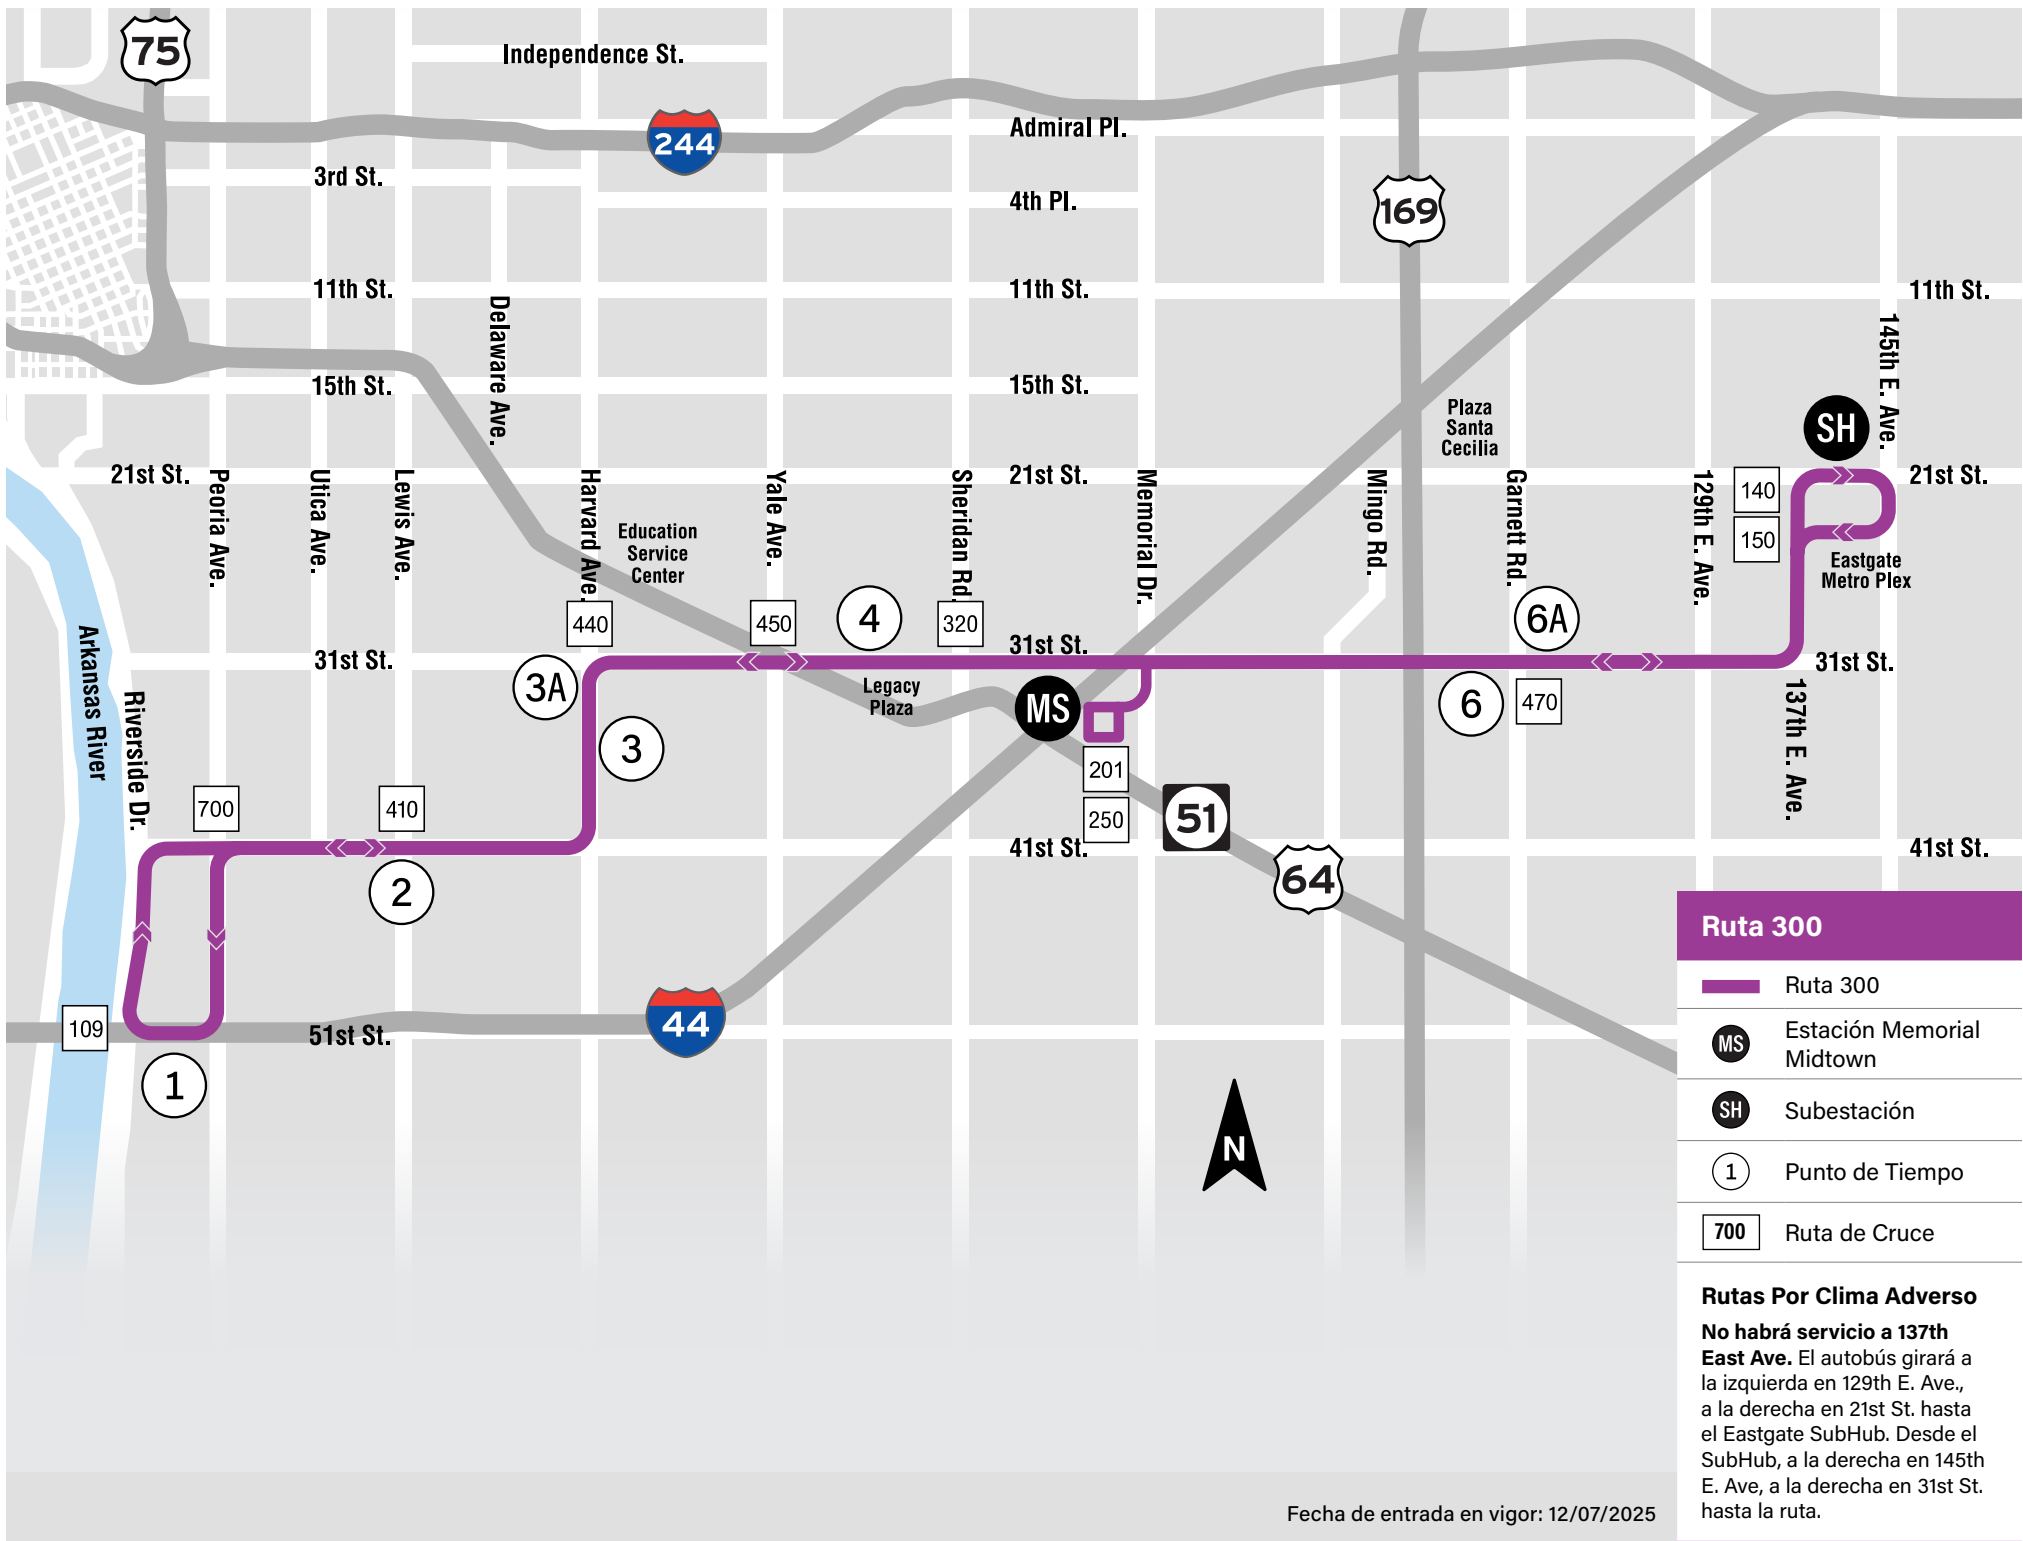 75
Independence St.
244
Admiral Pl.
3rd St.
4th Pl.
169
11th St.
11th St.
11th St.
Delaware Ave.
145th E. Ave.
15th St.
15th St.
Plaza
Santa
Cecilia
SH
21st St.
Peoria Ave.
Utica Ave.
Lewis Ave.
Harvard Ave.
Yale Ave.
Sheridan Rd.
21st St.
Memorial Dr.
Mingo Rd.
Garnett Rd.
129th E. Ave.
140
150
21st St.
Education
Service
Center
Eastgate
Metro Plex
440
450
4
320
6A
Arkansas River
31st St.
31st St.
31st St.
3A
Legacy
Plaza
MS
6
470
137th E. Ave.
Riverside Dr.
3
201
250
51
700
410
41st St.
41st St.
2
64
109
51st St.
44
1
N
Ruta 300
Ruta 300
MS
Estación Memorial
Midtown
SH
Subestación
1
Punto de Tiempo
700
Ruta de Cruce
Rutas Por Clima Adverso
No habrá servicio a 137th
East Ave. El autobús girará a
la izquierda en 129th E. Ave.,
a la derecha en 21st St. hasta
el Eastgate SubHub. Desde el
SubHub, a la derecha en 145th
E. Ave, a la derecha en 31st St.
hasta la ruta.
Fecha de entrada en vigor: 12/07/2025